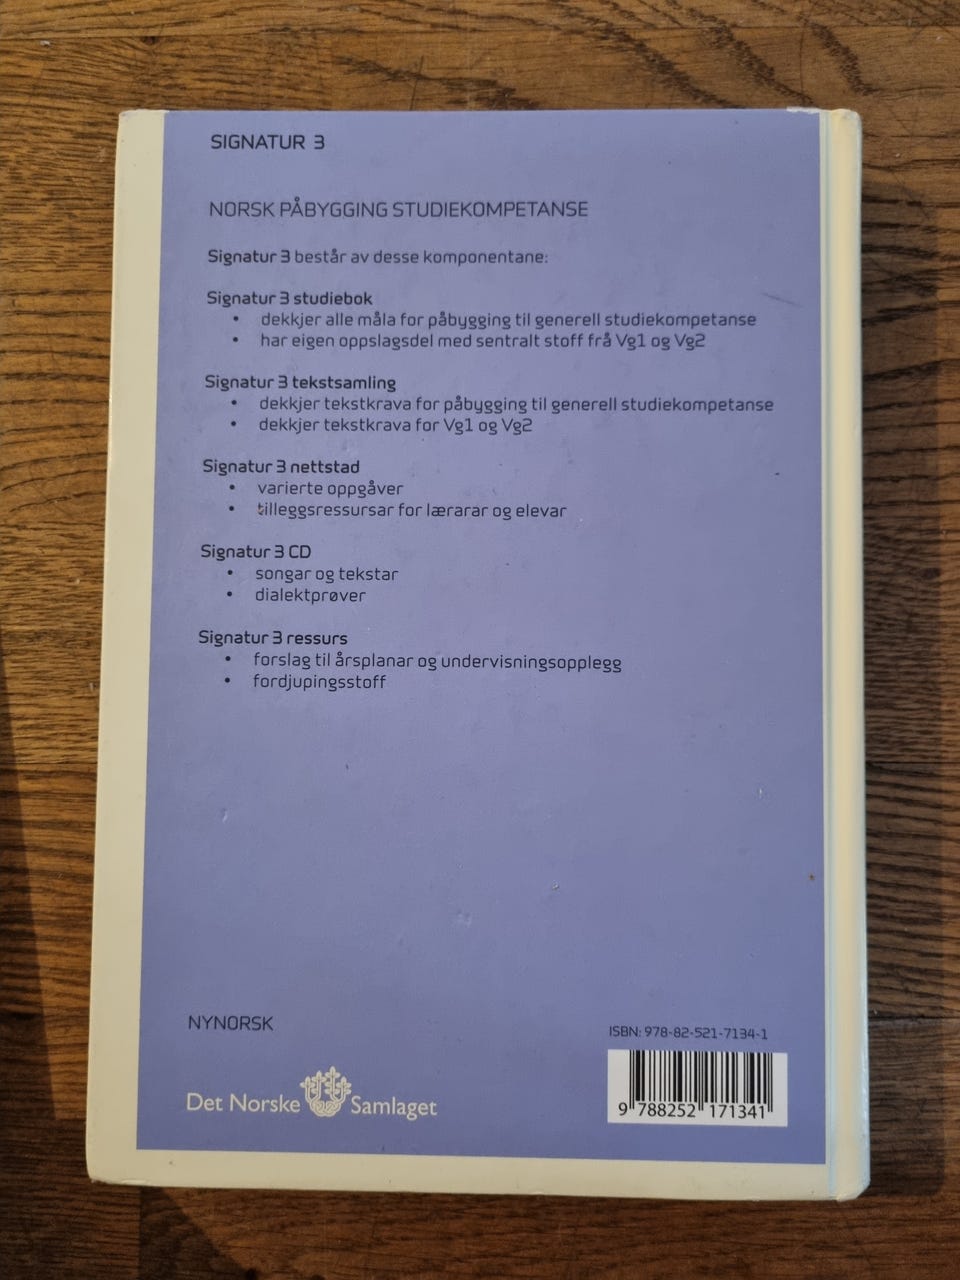 SIGNATUR 3
NORSK PÅBYGGING STUDIEKOMPETANSE
Signatur 3 består av desse komponentane:
Signatur 3 studiebok
• dekkjer alle måla for påbygging til generell studiekompetanse
• har eigen oppslagsdel med sentralt stoff frå Vg1 og Vg2
Signatur 3 tekstsamling
• dekkjer tekstkrava for påbygging til generell studiekompetanse
• dekkjer tekstkrava for Vg1 og Vg2
Signatur 3 nettstad
• varierte oppgåver
• tilleggsressursar for lærarar og elevar
Signatur 3 CD
• songar og tekstar
• dialektprøver
Signatur 3 ressurs
• forslag til årsplanar og undervisningsopplegg
• fordjupingsstoff
NYNORSK
Det Norske Samlaget
ISBN: 978-82-521-7134-1
9 788252 171341